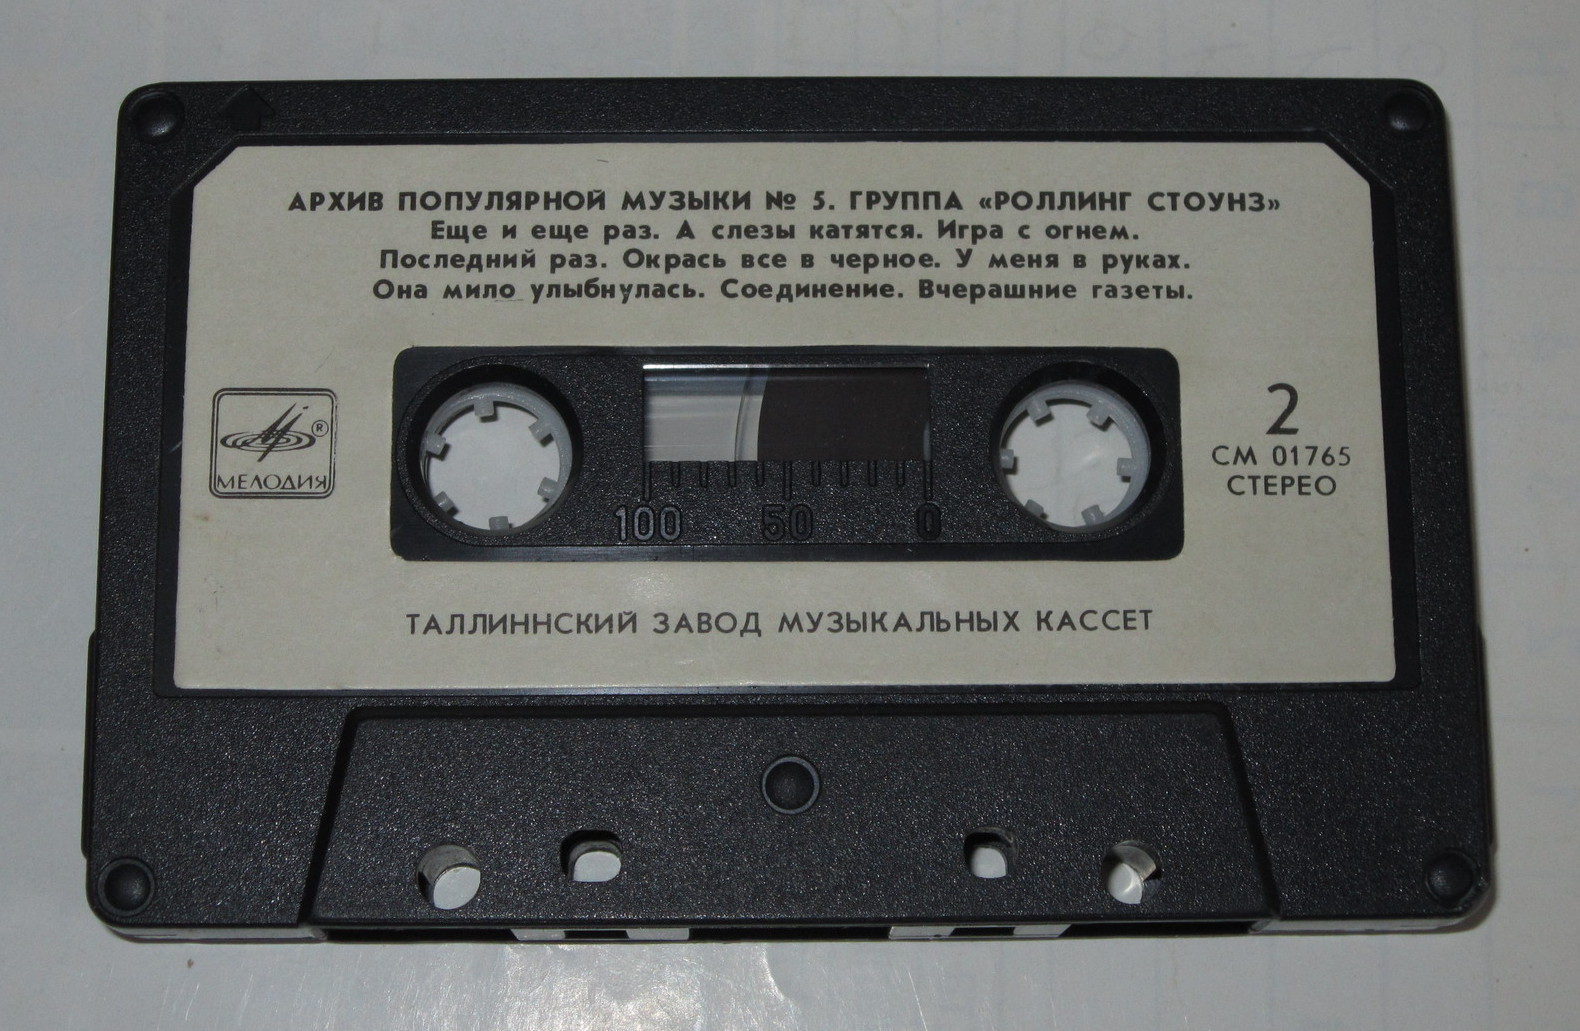 АРХИВ ПОПУЛЯРНОЙ МУЗЫКИ № 5. ГРУППА «РОЛЛИНГ СТОУНЗ»
Еще и еще раз. А слезы катятся. Игра с огнем.
Последний раз. Окрась все в черное. У меня в руках.
Она мило улыбнулась. Соединение. Вчерашние газеты.
МЕЛОДИЯ ®
2
СМ 01765
СТЕРЕО
100 50 0
ТАЛЛИННСКИЙ ЗАВОД МУЗЫКАЛЬНЫХ КАССЕТ